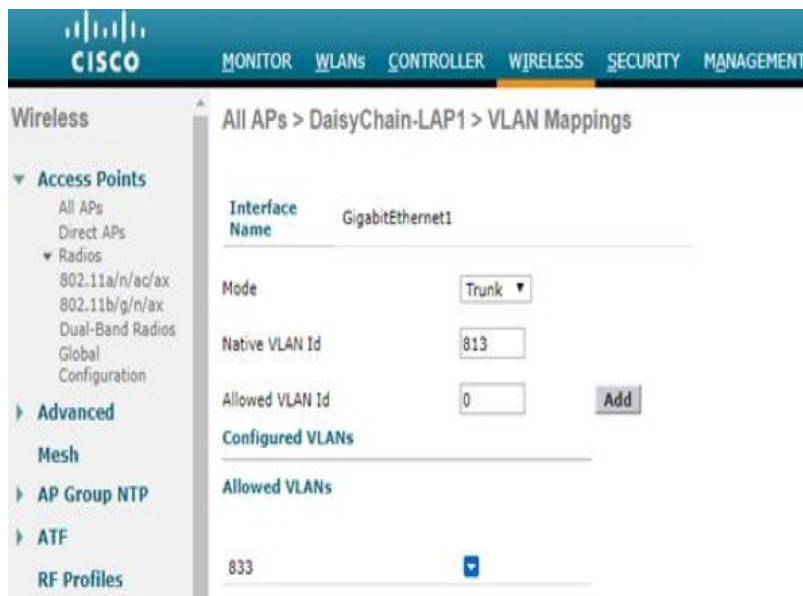 CISCO
MONITOR WLANs CONTROLLER WIRELESS SECURITY MANAGEMENT
Wireless
Access Points
All APs
Direct APs
Radios
802.11a/n/ac/ax
802.11b/g/n/ax
Dual-Band Radios
Global
Configuration
Advanced
Mesh
AP Group NTP
ATF
RF Profiles
All APs > DaisyChain-LAP1 > VLAN Mappings
Interface
Name
GigabitEthernet1
Mode Trunk
Native VLAN Id 813
Allowed VLAN Id 0 Add
Configured VLANs
Allowed VLANs
833